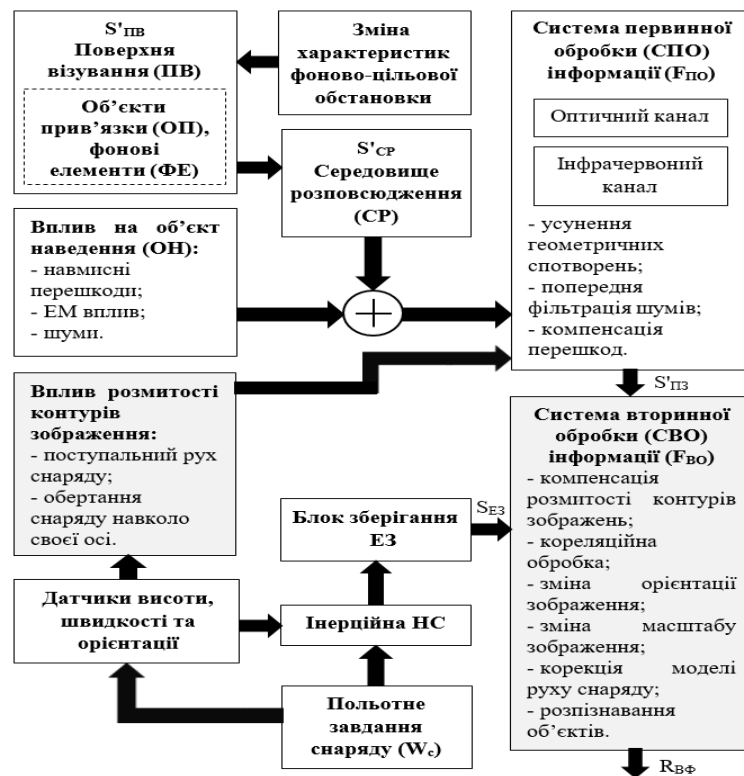 S'ПВ
Поверхня
візування (ПВ)
Об’єкти
прив’язки (ОП),
фонові
елементи (ФЕ)
Зміна
характеристик
фоново-цільової
обстановки
S'СР
Середовище
розповсюдження
(СР)
Вплив на об’єкт
наведення (ОН):
- навмисні
перешкоди;
- ЕМ вплив;
- шуми.
Система первинної
обробки (СПО)
інформації (FПО)
Оптичний канал
Інфрачервоний
канал
- усунення
геометричних
спотворень;
- попередня
фільтрація шумів;
- компенсація
перешкод.
S'ПЗ
Вплив розмитості
контурів
зображення:
- поступальний рух
снаряду;
- обертання
снаряду навколо
своєї осі.
Датчики висоти,
швидкості та
орієнтації
Блок зберігання
ЕЗ
SЕЗ
Інерційна НС
Польотне
завдання
снаряду (Wс)
Система вторинної
обробки (СВО)
інформації (FВО)
- компенсація
розмитості контурів
зображень;
- кореляційна
обробка;
- зміна орієнтації
зображення;
- зміна масштабу
зображення;
- корекція моделі
руху снаряду;
- розпізнавання
об’єктів.
RВФ